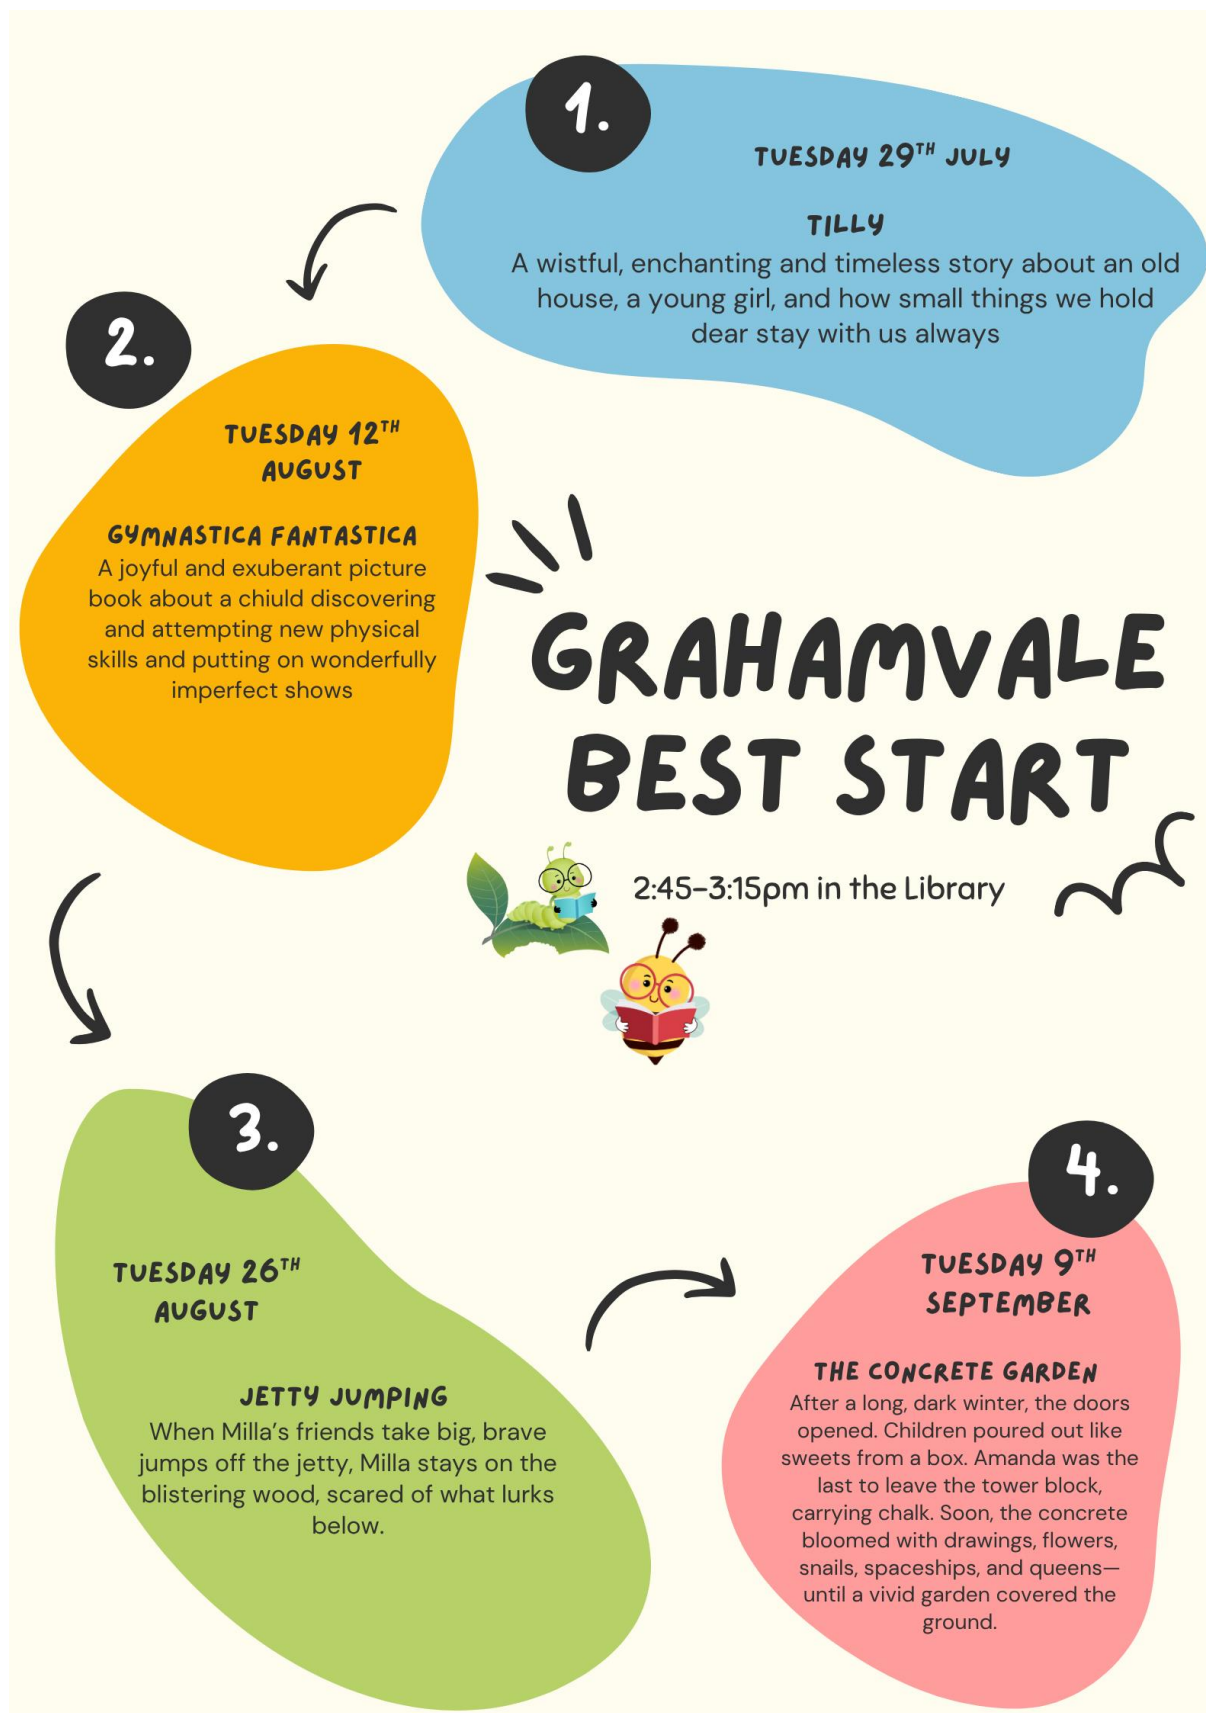 1.
TUESDAY 29TH JULY
TILLY
A wistful, enchanting and timeless story about an old
house, a young girl, and how small things we hold
dear stay with us always
2.
TUESDAY 12TH
AUGUST
GYMNASTICA FANTASTICA
A joyful and exuberant picture
book about a chiuld discovering
and attempting new physical
skills and putting on wonderfully
imperfect shows
GRAHAMVALE
BEST START
2:45-3:15pm in the Library
3.
TUESDAY 26TH
AUGUST
JETTY JUMPING
When Milla's friends take big, brave
jumps off the jetty, Milla stays on the
blistering wood, scared of what lurks
below.
4.
TUESDAY 9TH
SEPTEMBER
THE CONCRETE GARDEN
After a long, dark winter, the doors
opened. Children poured out like
sweets from a box. Amanda was the
last to leave the tower block,
carrying chalk. Soon, the concrete
bloomed with drawings, flowers,
snails, spaceships, and queens—
until a vivid garden covered the
ground.